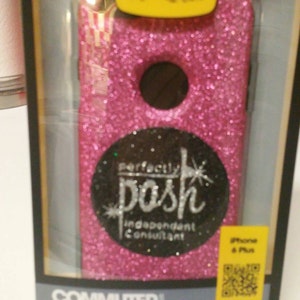 perfectly
posh
independent
Consultant
iPhone
6 Plus
COMMUTER